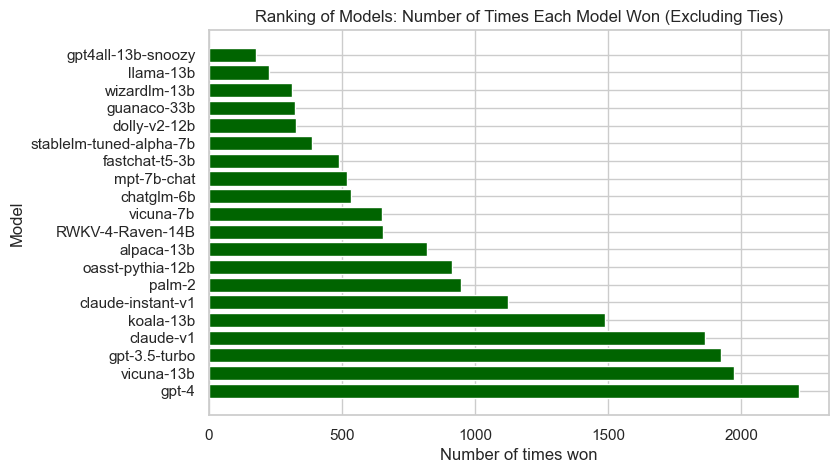 Ranking of Models: Number of Times Each Model Won (Excluding Ties)
Model
gpt4all-13b-snoozy
llama-13b
wizardlm-13b
guanaco-33b
dolly-v2-12b
stablelm-tuned-alpha-7b
fastchat-t5-3b
mpt-7b-chat
chatglm-6b
vicuna-7b
RWKV-4-Raven-14B
alpaca-13b
oasst-pythia-12b
palm-2
claude-instant-v1
koala-13b
claude-v1
gpt-3.5-turbo
vicuna-13b
gpt-4
0 500 1000 1500 2000
Number of times won